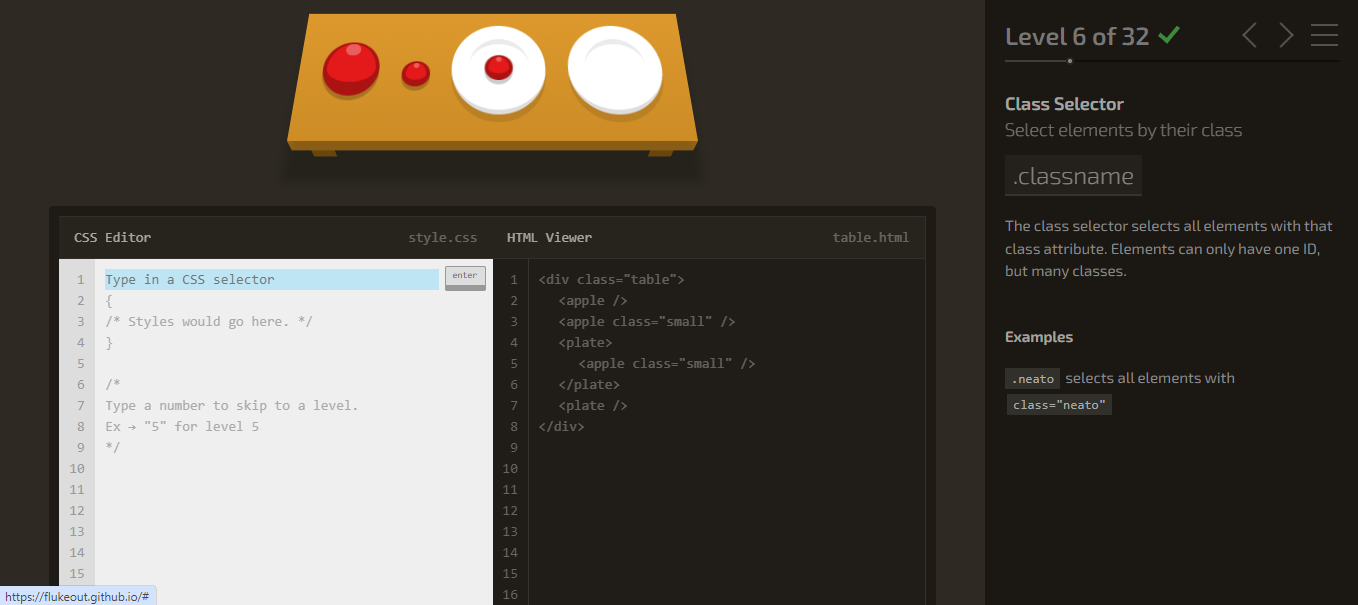 Level 6 of 32
Class Selector
Select elements by their class
.classname
The class selector selects all elements with that
class attribute. Elements can only have one ID,
but many classes.
Examples
.neato selects all elements with
class="neato"
CSS Editor style.css
1 Type in a CSS selector enter
2 {
3 /* Styles would go here. */
4 }
5
6 /*
7 Type a number to skip to a level.
8 Ex → "5" for level 5
9 */
10
11
12
13
14
15
HTML Viewer table.html
1 <div class="table">
2 <apple />
3 <apple class="small" />
4 <plate>
5 <apple class="small" />
6 </plate>
7 <plate />
8 </div>
9
10
11
12
13
14
15
16
https://flukeout.github.io/#